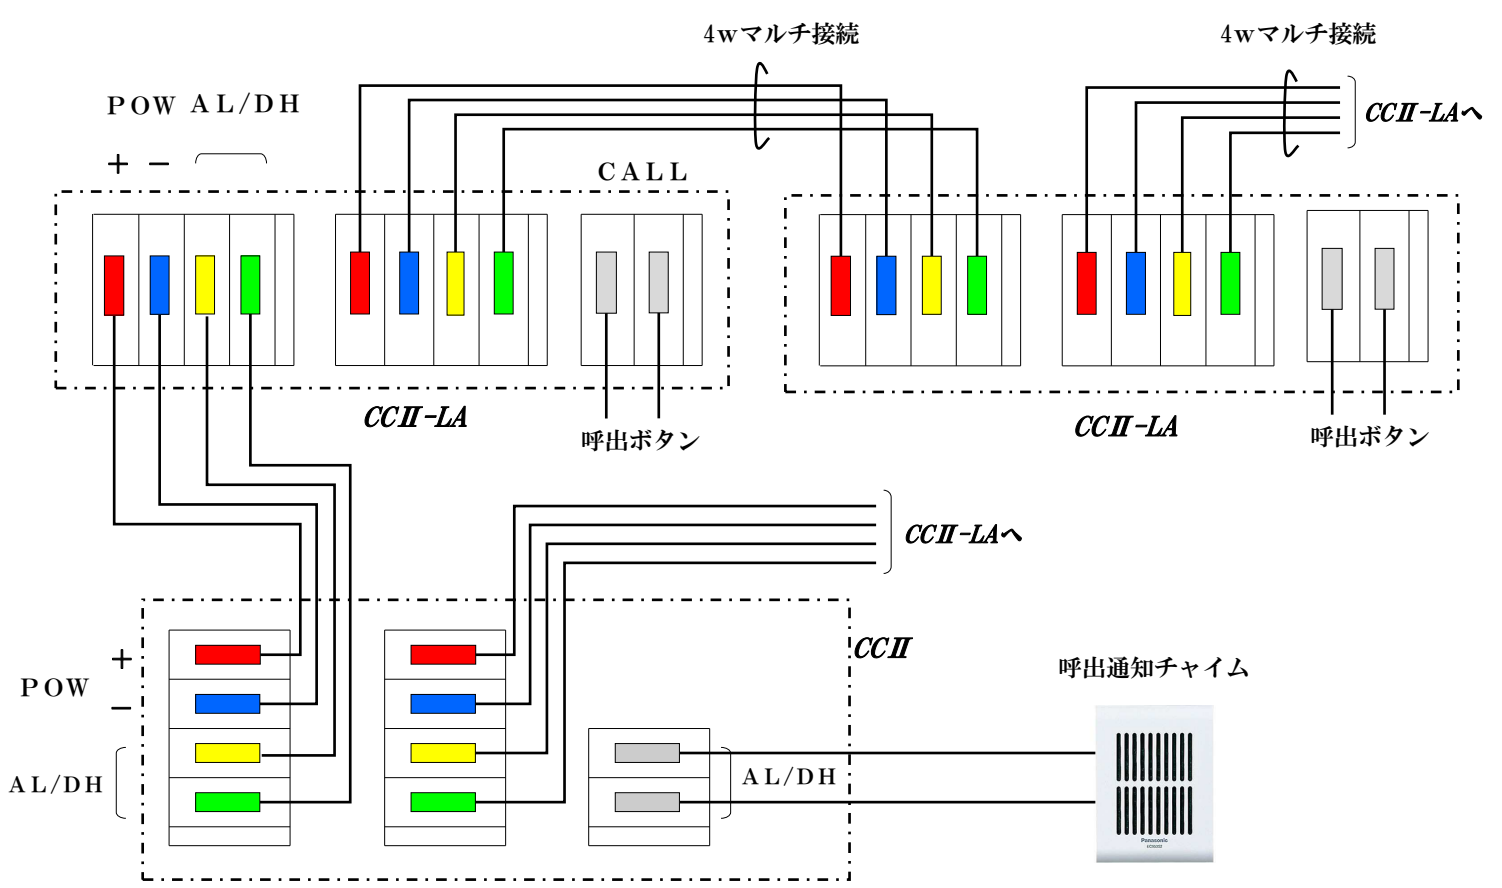 4wマルチ接続
4wマルチ接続
POW AL/DH
CCⅡ-LAへ
+ −
CALL
CCⅡ-LA
呼出ボタン
CCⅡ-LA
呼出ボタン
CCⅡ-LAへ
CCⅡ
+
POW
−
呼出通知チャイム
AL/DH
AL/DH
Panasonic